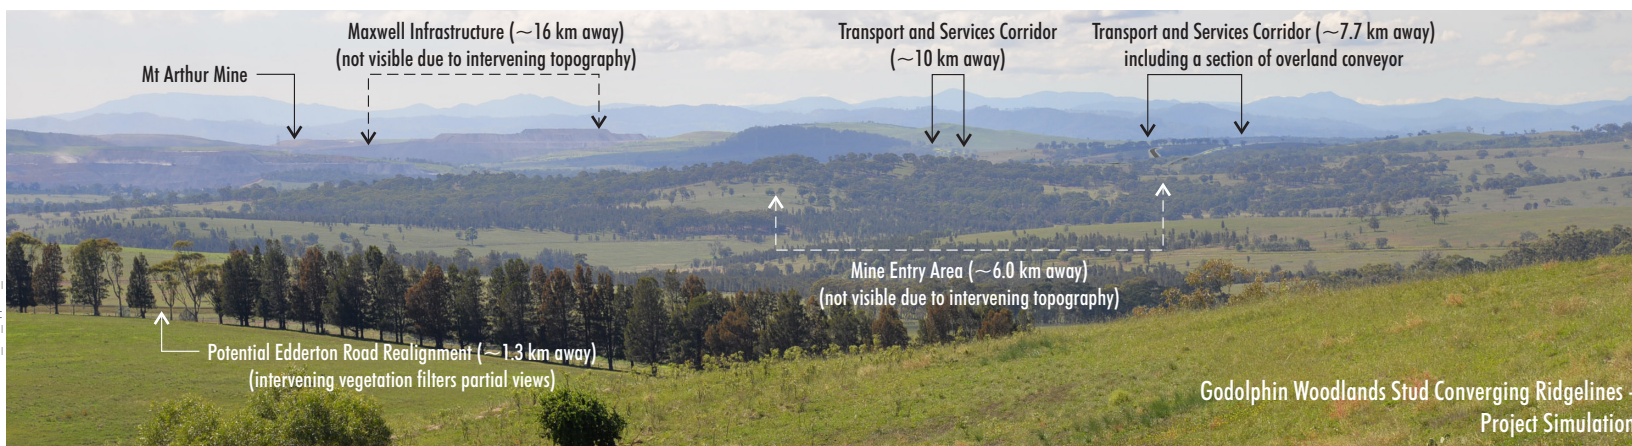 Maxwell Infrastructure (~16 km away)
(not visible due to intervening topography)
Transport and Services Corridor
(~10 km away)
Transport and Services Corridor (~7.7 km away)
including a section of overland conveyor
Mt Arthur Mine
Mine Entry Area (~6.0 km away)
(not visible due to intervening topography)
Potential Edderton Road Realignment (~1.3 km away)
(intervening vegetation filters partial views)
Godolphin Woodlands Stud Converging Ridgelines -
Project Simulation